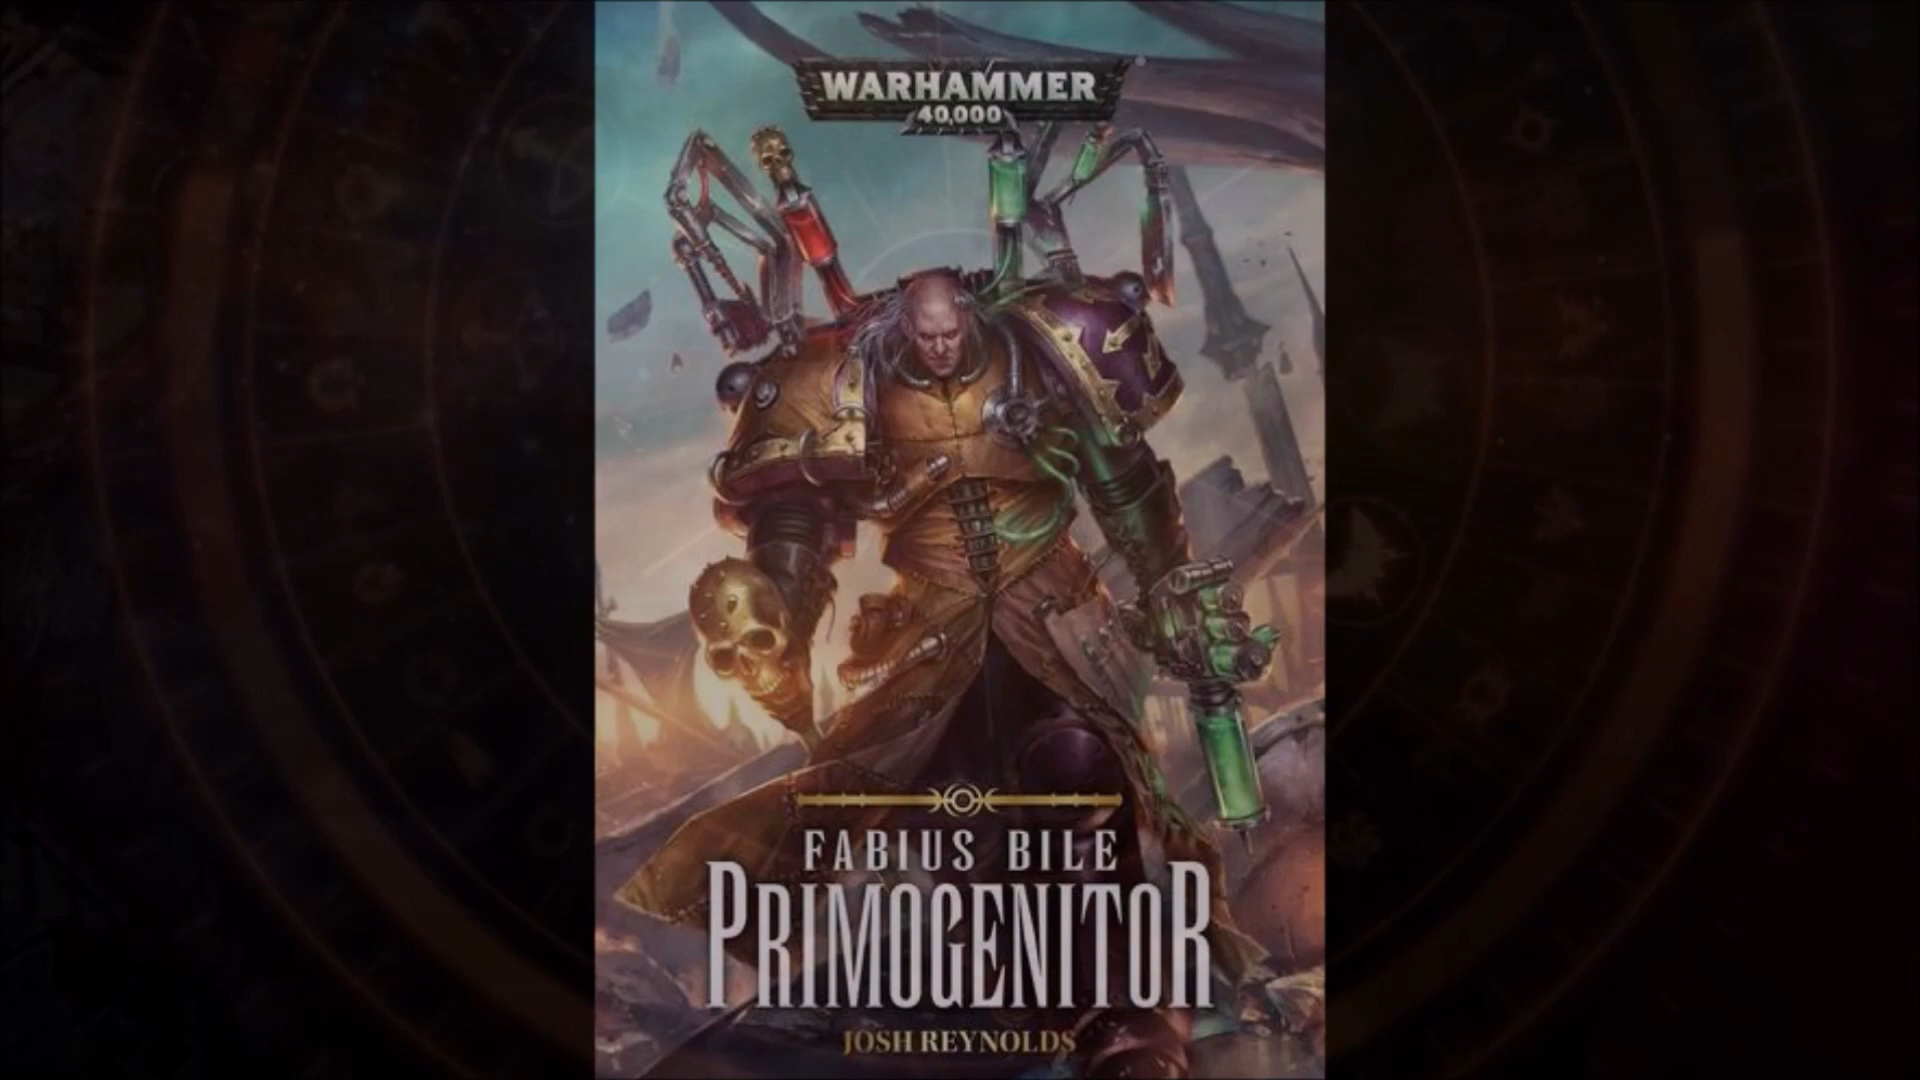 WARHAMMER
40,000
FABIUS BILE
PRIMOGENITOR
JOSH REYNOLDS